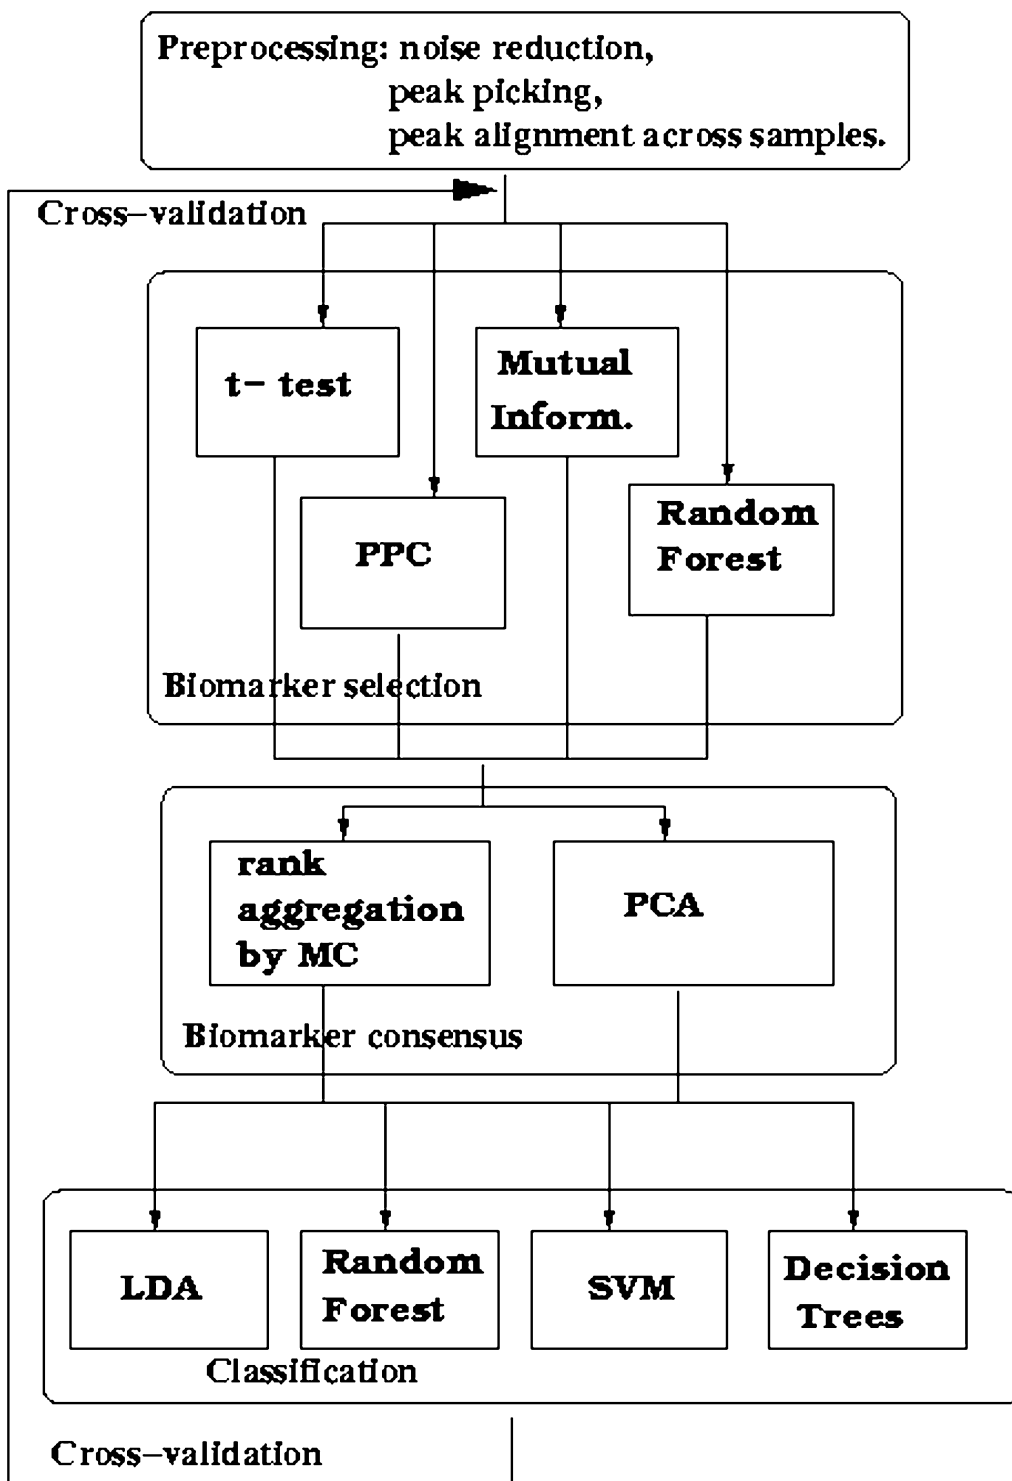 Preprocessing: noise reduction,
peak picking,
peak alignment across samples.
Cross-validation
t- test
Mutual
Inform.
PPC
Random
Forest
Biomarker selection
rank
aggregation
by MC
PCA
Biomarker consensus
LDA
Random
Forest
SVM
Decision
Trees
Classification
Cross-validation